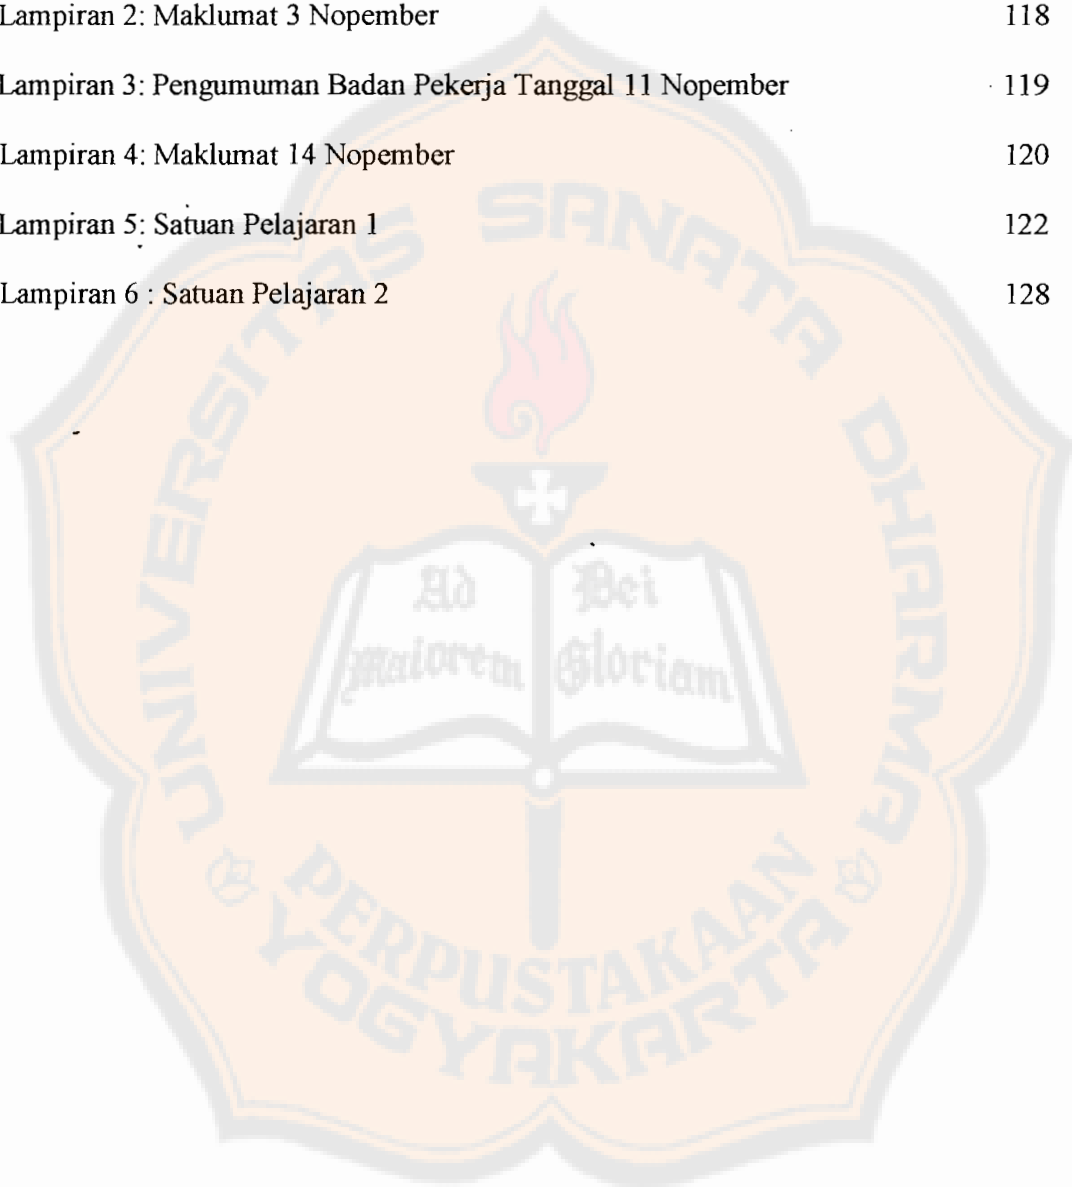 Lampiran 2: Maklumat 3 Nopember 118
Lampiran 3: Pengumuman Badan Pekerja Tanggal 11 Nopember 119
Lampiran 4: Maklumat 14 Nopember 120
Lampiran 5: Satuan Pelajaran 1 122
Lampiran 6 : Satuan Pelajaran 2 128
UNIVERSITAS SANATA DHARMA
Ad Dei
maiorem Gloriam
PERPUSTAKAAN
YOGYAKARTA